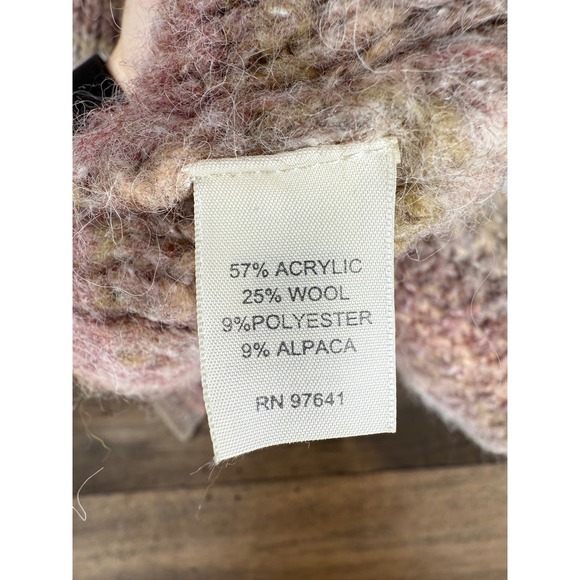 57% ACRYLIC
25% WOOL
9%POLYESTER
9% ALPACA
RN 97641